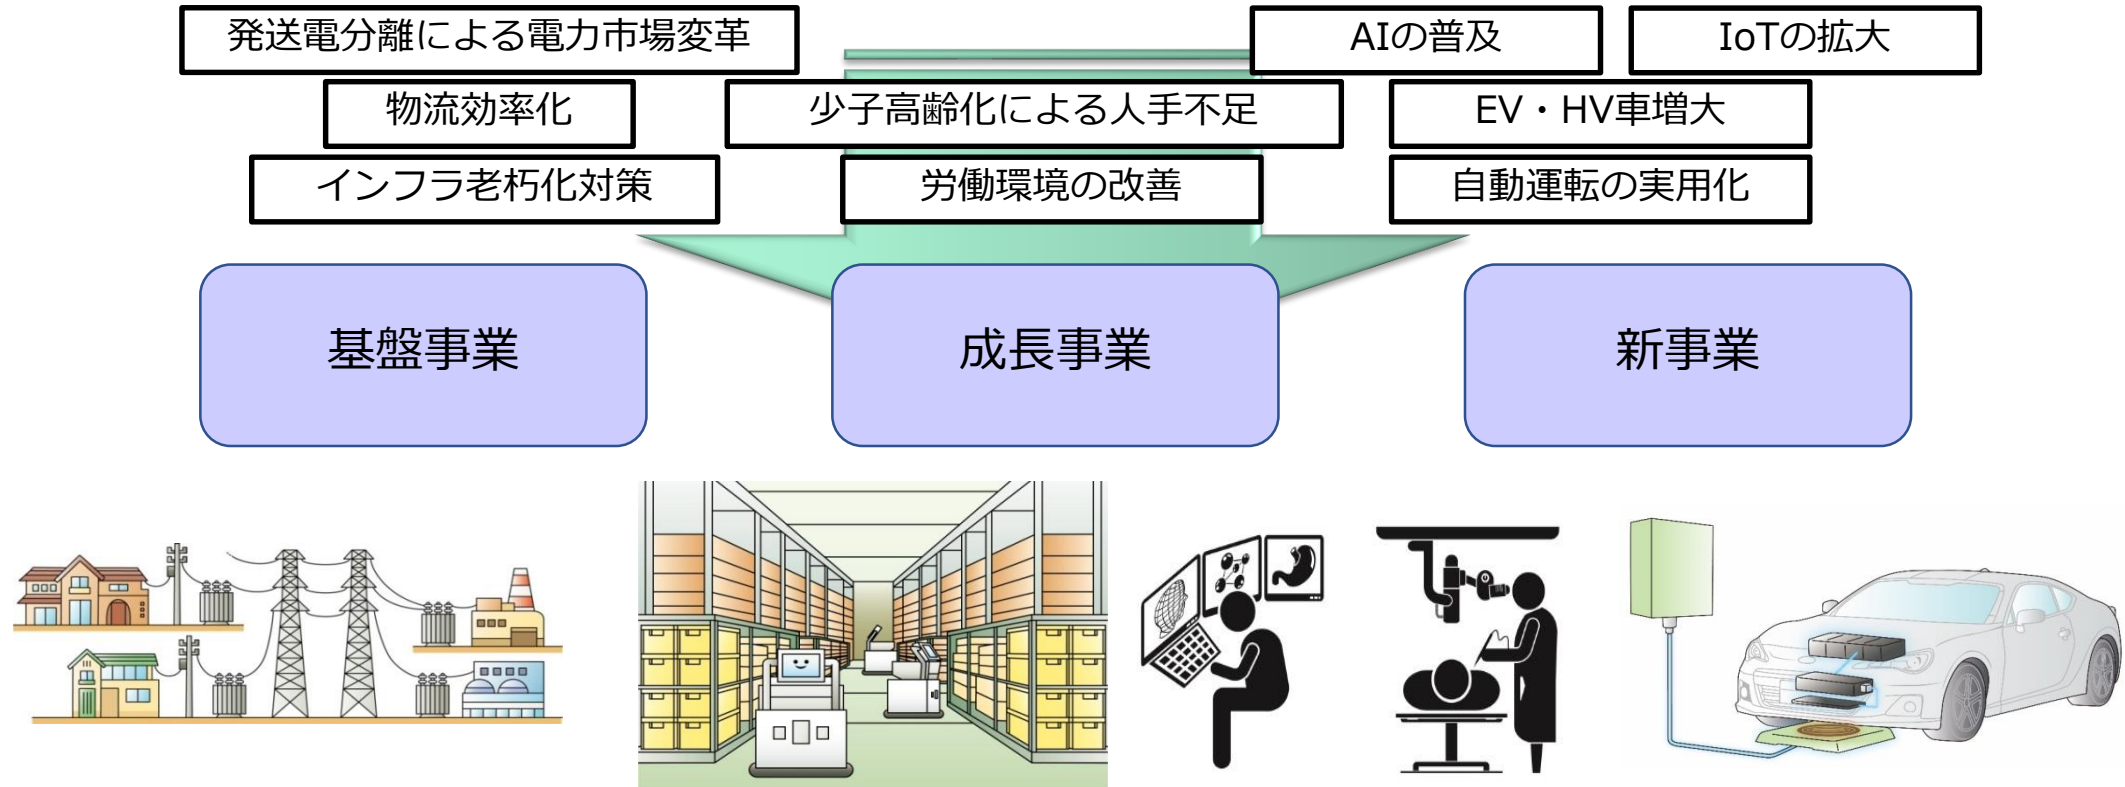 発送電分離による電力市場変革
AIの普及
IoTの拡大
物流効率化
少子高齢化による人手不足
EV・HV車増大
インフラ老朽化対策
労働環境の改善
自動運転の実用化
基盤事業
成長事業
新事業